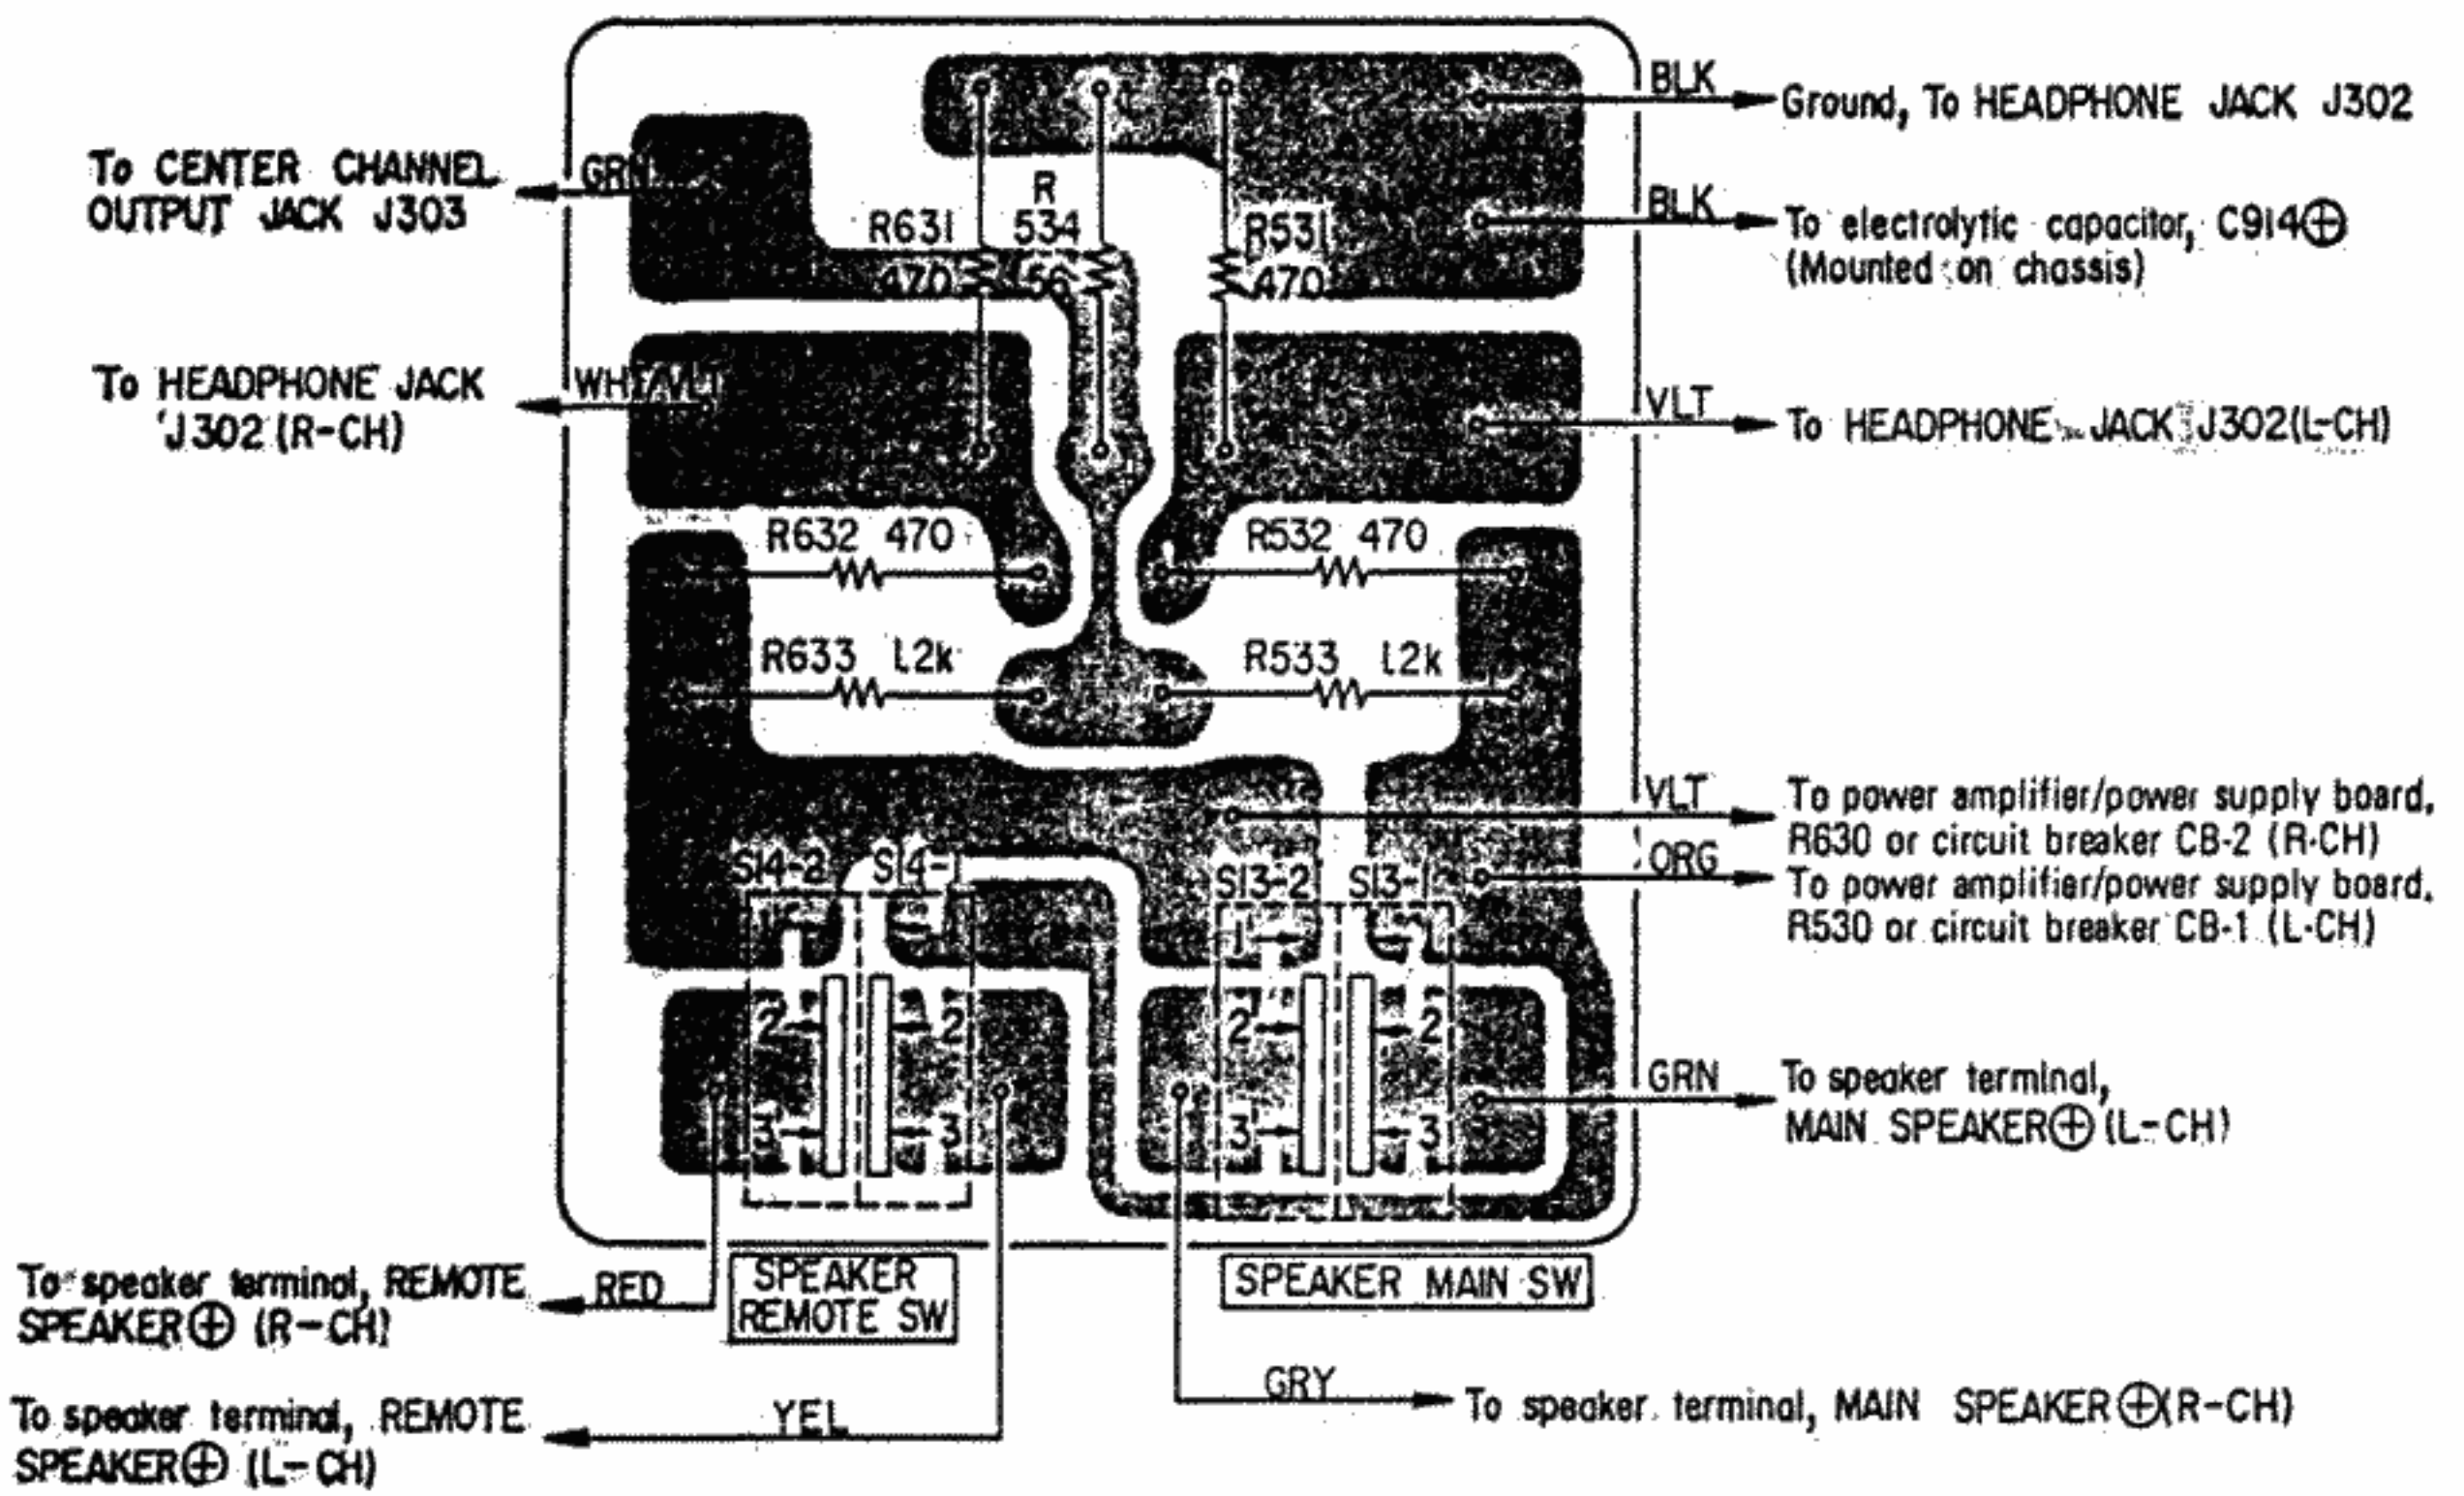 BLK
Ground, To HEADPHONE JACK J302
To CENTER CHANNEL
OUTPUT JACK J303
GRN
BLK
To electrolytic capacitor, C914⊕
(Mounted on chassis)
R631
470
R
534
56
R531
470
To HEADPHONE JACK
J302 (R-CH)
WHT/VLT
VLT
To HEADPHONE JACK J302(L-CH)
R632 470
R532 470
R633 1.2k
R533 1.2k
VLT
To power amplifier/power supply board,
R630 or circuit breaker CB-2 (R·CH)
ORG
To power amplifier/power supply board,
R530 or circuit breaker CB-1 (L·CH)
S14-2 S14-1
S13-2 S13-1
1 1 1 1
2 2 2 2
3 3 3 3
GRN
To speaker terminal,
MAIN SPEAKER⊕ (L-CH)
To speaker terminal, REMOTE
SPEAKER⊕ (R-CH)
RED
SPEAKER
REMOTE SW
SPEAKER MAIN SW
To speaker terminal, REMOTE
SPEAKER⊕ (L-CH)
YEL
GRY
To speaker terminal, MAIN SPEAKER⊕(R-CH)